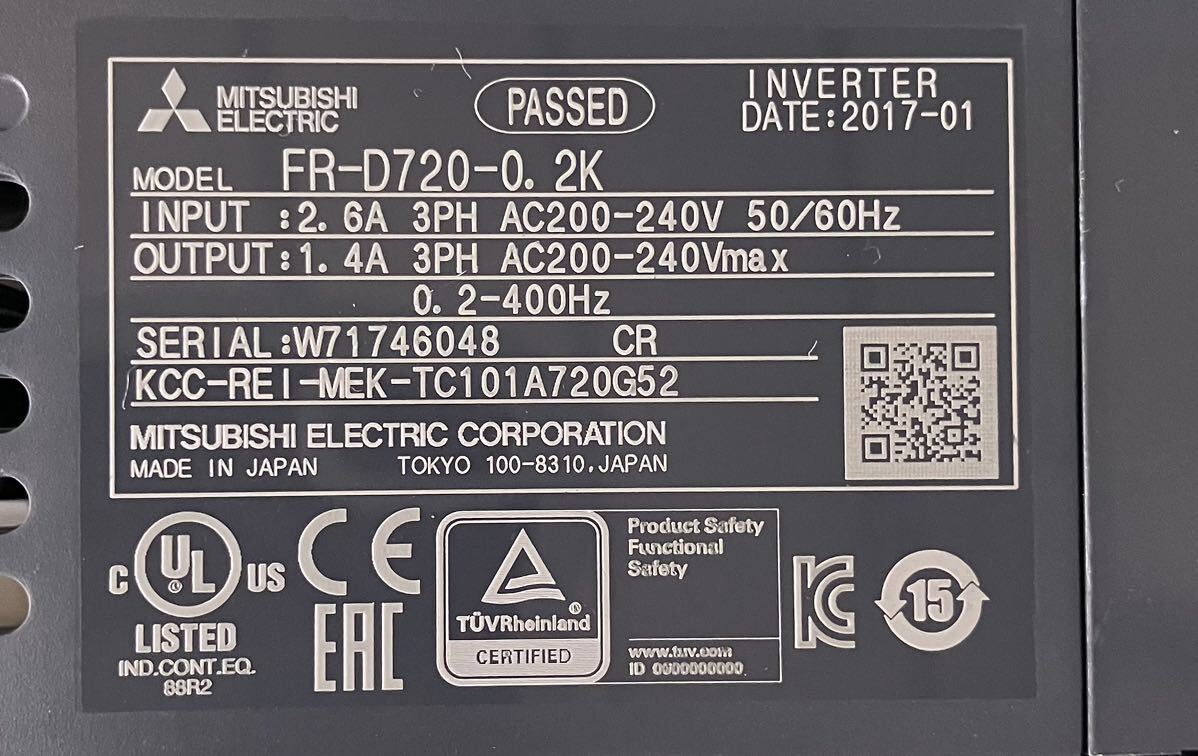 MITSUBISHI
ELECTRIC
PASSED
INVERTER
DATE:2017-01
MODEL FR-D720-0.2K
INPUT :2.6A 3PH AC200-240V 50/60Hz
OUTPUT:1.4A 3PH AC200-240Vmax
0.2-400Hz
SERIAL:W71746048 CR
KCC-REI-MEK-TC101A720G52
MITSUBISHI ELECTRIC CORPORATION
MADE IN JAPAN TOKYO 100-8310,JAPAN
C UL ® US
LISTED
IND.CONT.EQ.
88R2
CE
EAC
TÜVRheinland®
CERTIFIED
Product Safety
Functional
Safety
www.tuv.com
ID 0000000000
KC
15